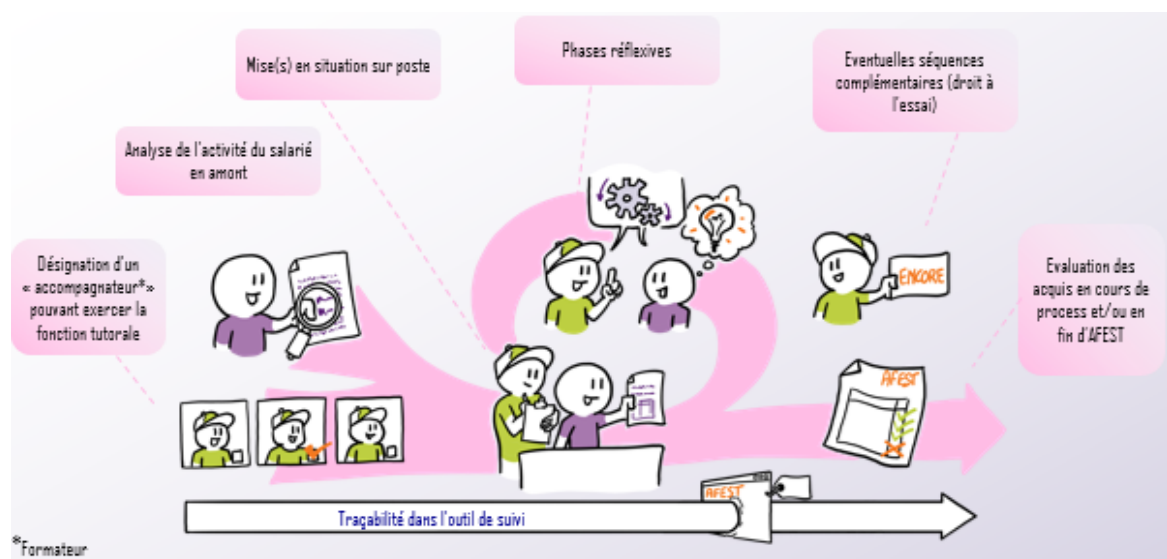 Phases réflexives
Mise(s) en situation sur poste
Eventuelles séquences
complémentaires (droit à
l'essai)
Analyse de l'activité du salarié
en amont
Désignation d'un
« accompagnateur*»
pouvant exercer la
fonction tutorale
ENCORE
Evaluation des
acquis en cours de
process et/ou en
fin d'AFEST
AFEST
AFEST
Traçabilité dans l'outil de suivi
*Formateur